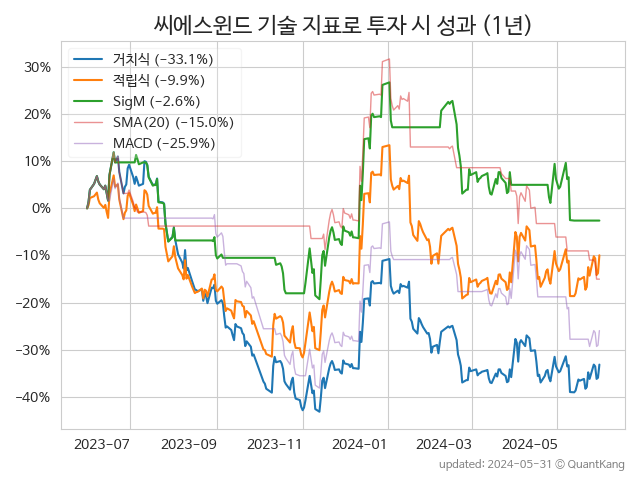 씨에스윈드 기술 지표로 투자 시 성과 (1년)
거치식 (−33.1%)
적립식 (−9.9%)
SigM (−2.6%)
SMA(20) (−15.0%)
MACD (−25.9%)
30%
20%
10%
0%
−10%
−20%
−30%
−40%
2023-07 2023-09 2023-11 2024-01 2024-03 2024-05
updated: 2024-05-31 © QuantKang